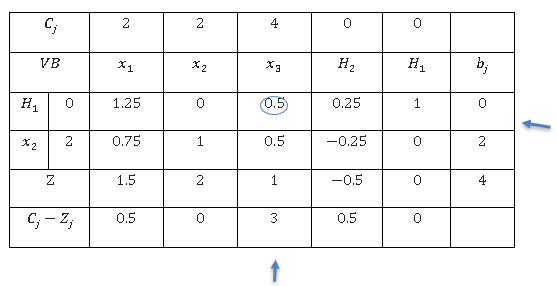 C_j 2 2 4 0 0
VB x_1 x_2 x_3 H_2 H_1 b_j
H_1 0 1.25 0 0.5 0.25 1 0
x_2 2 0.75 1 0.5 −0.25 0 2
Z 1.5 2 1 −0.5 0 4
C_j − Z_j 0.5 0 3 0.5 0